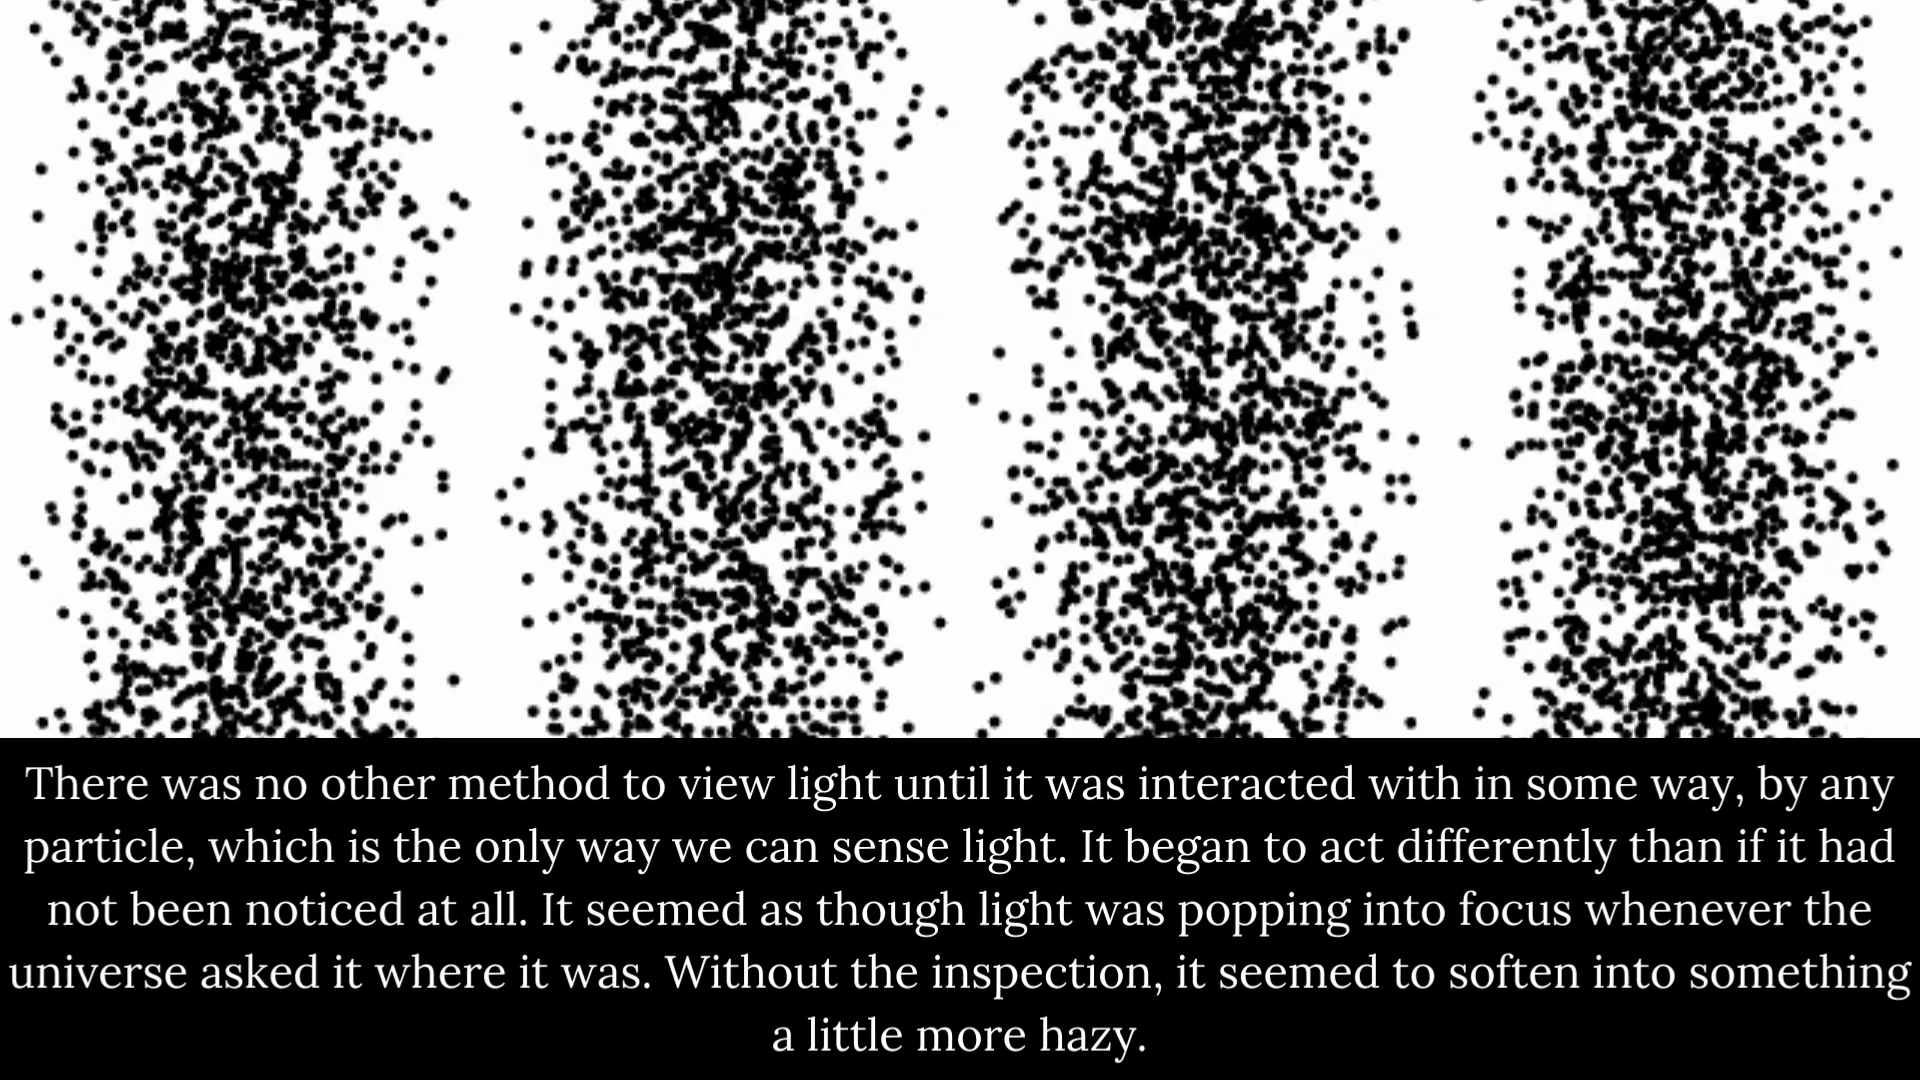 There was no other method to view light until it was interacted with in some way, by any
particle, which is the only way we can sense light. It began to act differently than if it had
not been noticed at all. It seemed as though light was popping into focus whenever the
universe asked it where it was. Without the inspection, it seemed to soften into something
a little more hazy.